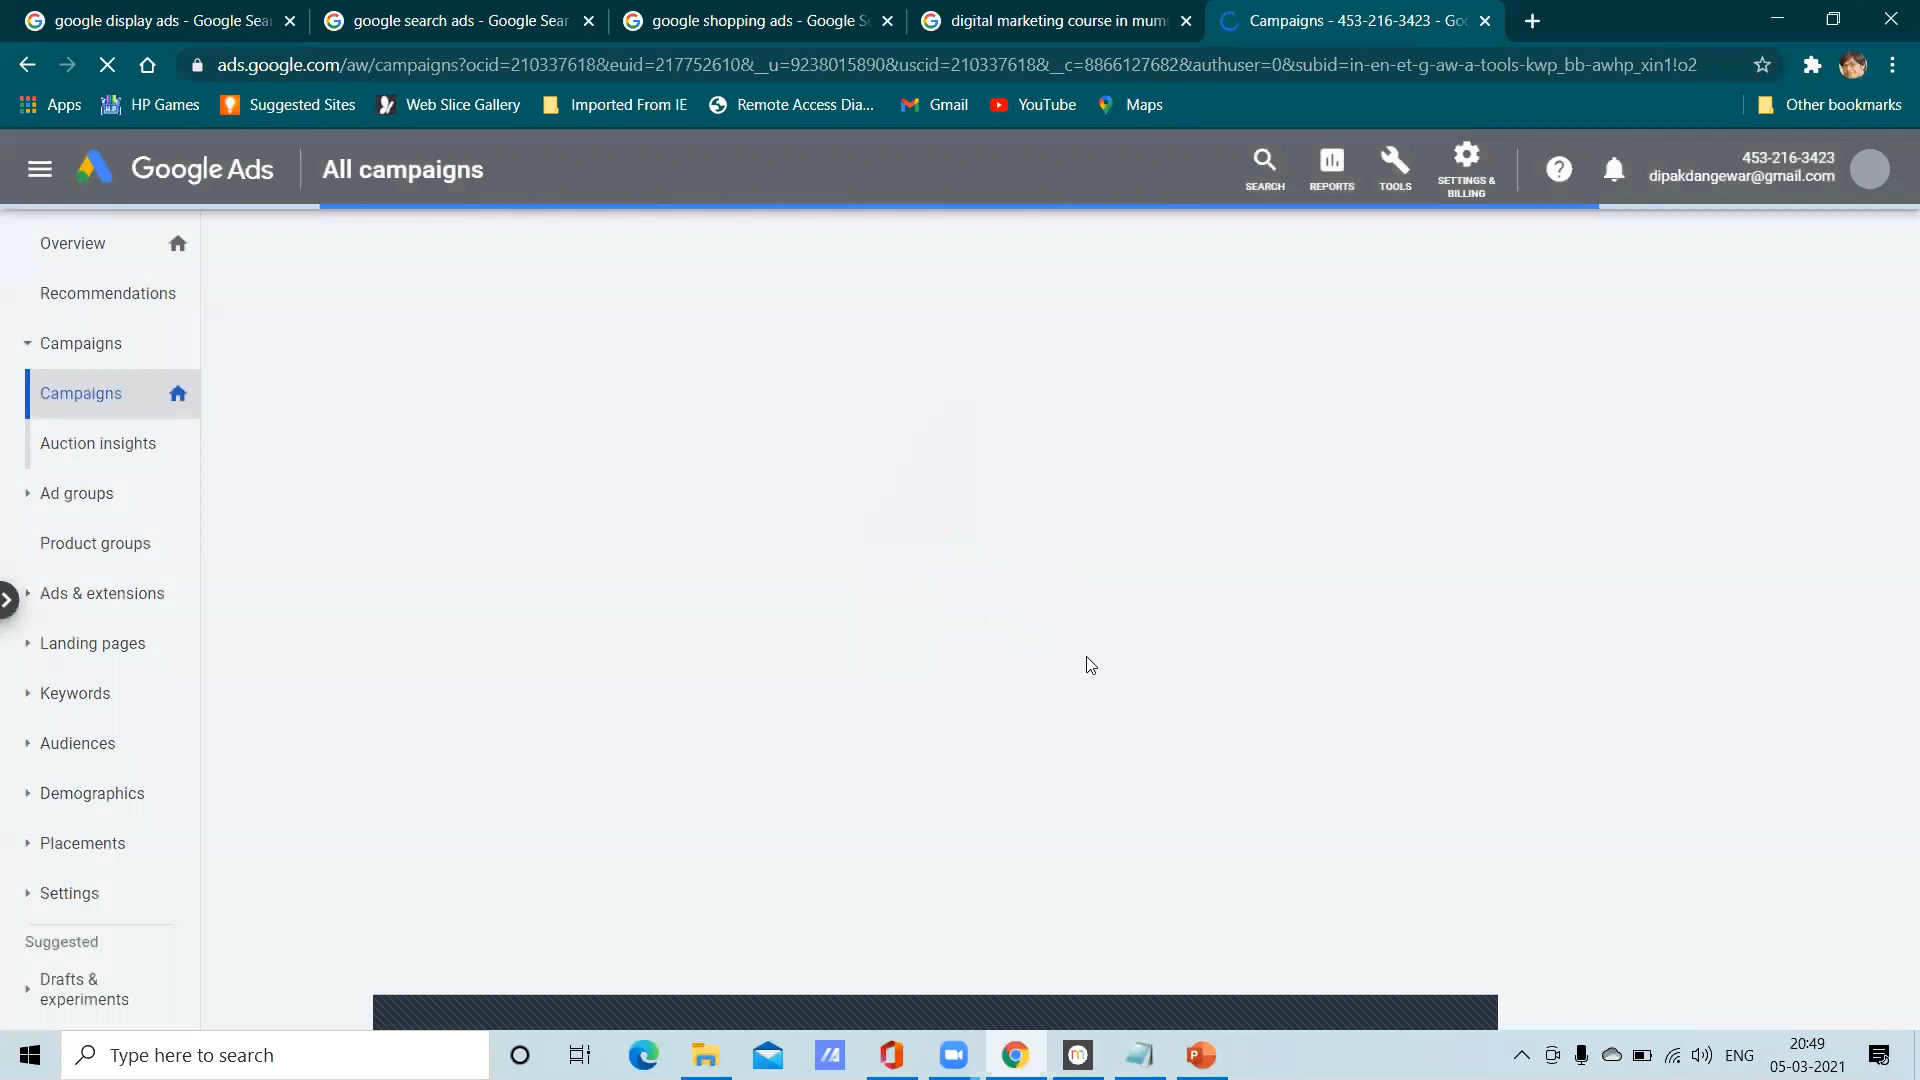 google display ads - Google Sea
google search ads - Google Sear
google shopping ads - Google S
digital marketing course in mum
Campaigns - 453-216-3423 - Goo
ads.google.com/aw/campaigns?ocid=210337618&euid=217752610&__u=9238015890&uscid=210337618&__c=8866127682&authuser=0&subid=in-en-et-g-aw-a-tools-kwp_bb-awhp_xin1!o2
Apps
HP Games
Suggested Sites
Web Slice Gallery
Imported From IE
Remote Access Dia...
Gmail
YouTube
Maps
Other bookmarks
Google Ads
All campaigns
SEARCH
REPORTS
TOOLS
SETTINGS &
BILLING
453-216-3423
dipakdangewar@gmail.com
Overview
Recommendations
Campaigns
Campaigns
Auction insights
Ad groups
Product groups
Ads & extensions
Landing pages
Keywords
Audiences
Demographics
Placements
Settings
Suggested
Drafts &
experiments
Type here to search
ENG
20:49
05-03-2021